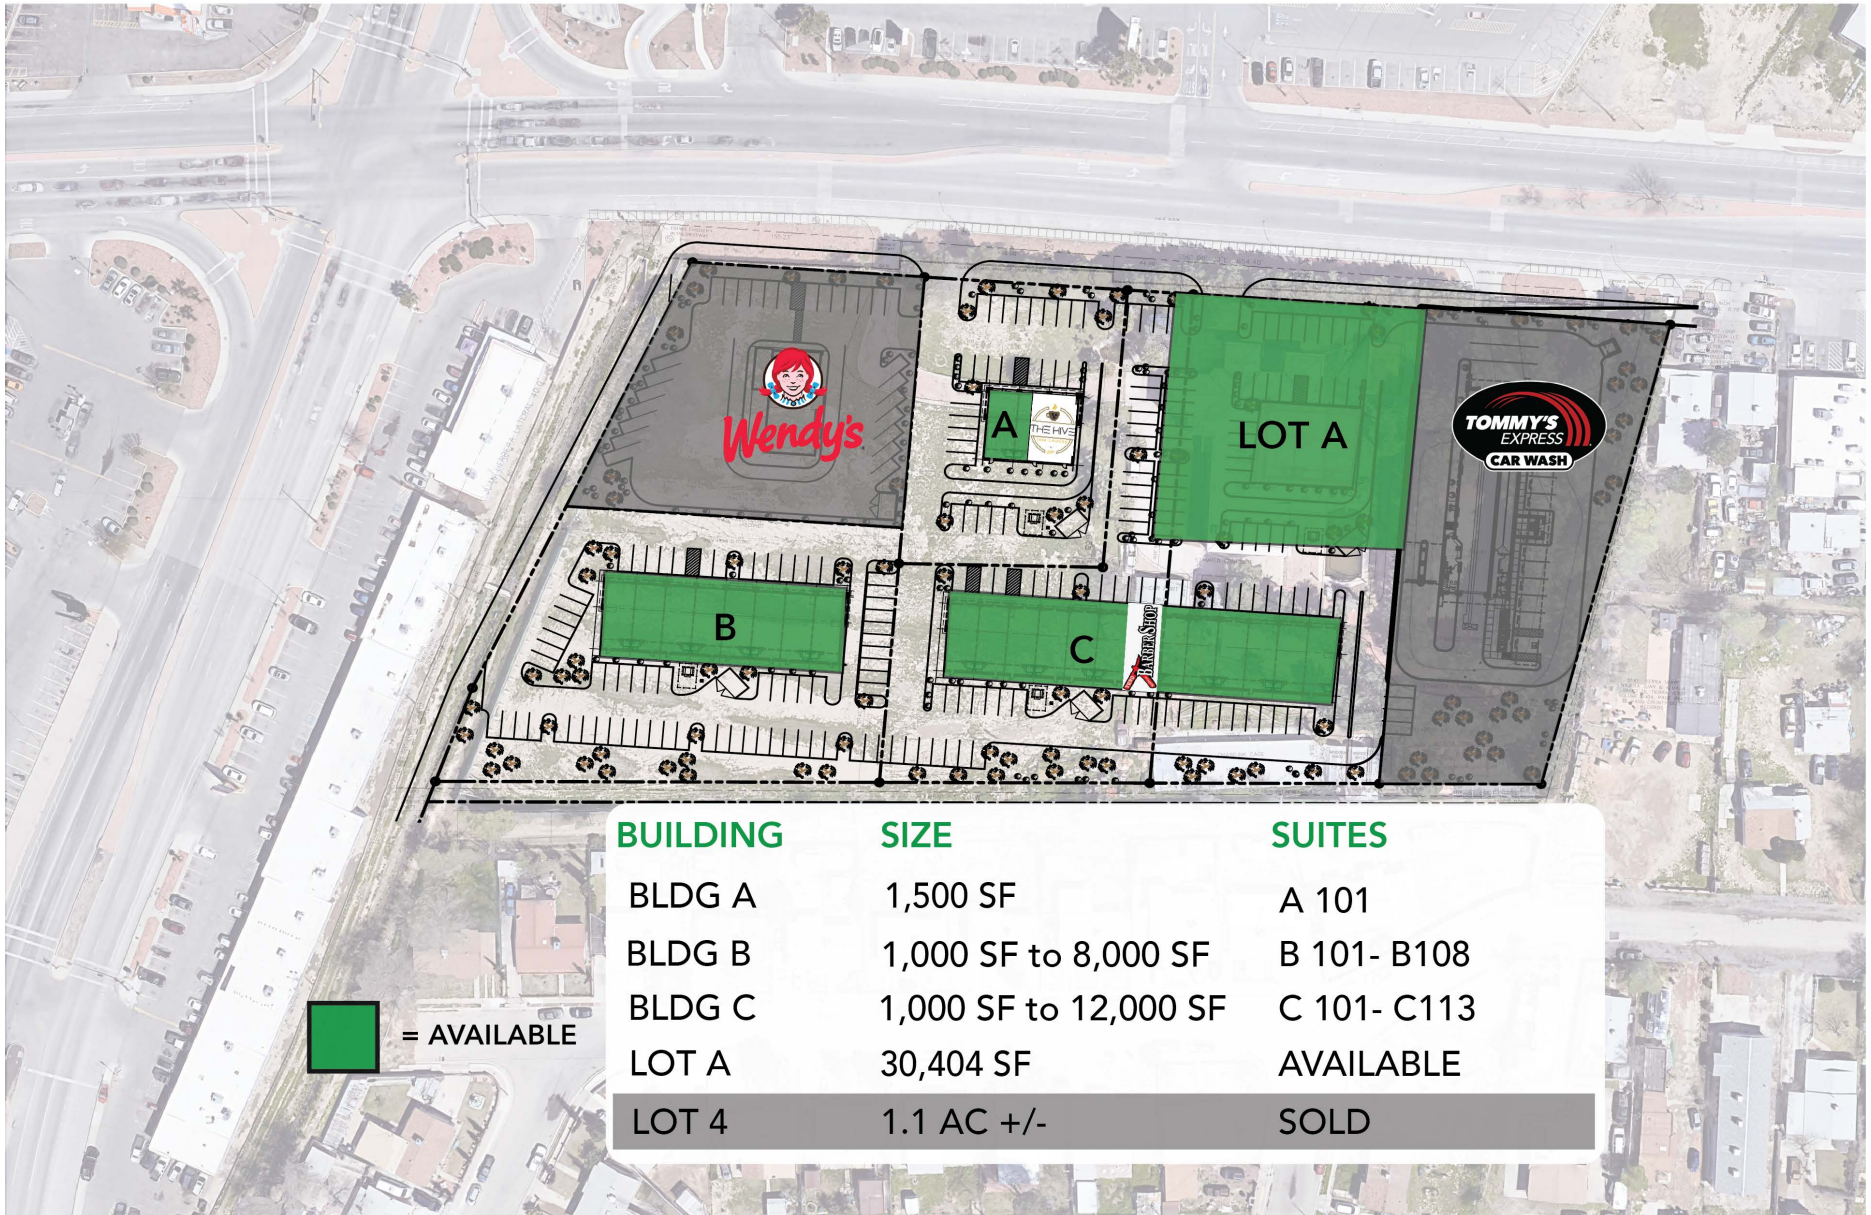 Wendy's
A
THE HIVE
LOT A
TOMMY'S
EXPRESS
CAR WASH
B
C
BARBER SHOP
BUILDING SIZE SUITES
BLDG A 1,500 SF A 101
BLDG B 1,000 SF to 8,000 SF B 101- B108
BLDG C 1,000 SF to 12,000 SF C 101- C113
LOT A 30,404 SF AVAILABLE
LOT 4 1.1 AC +/- SOLD
= AVAILABLE